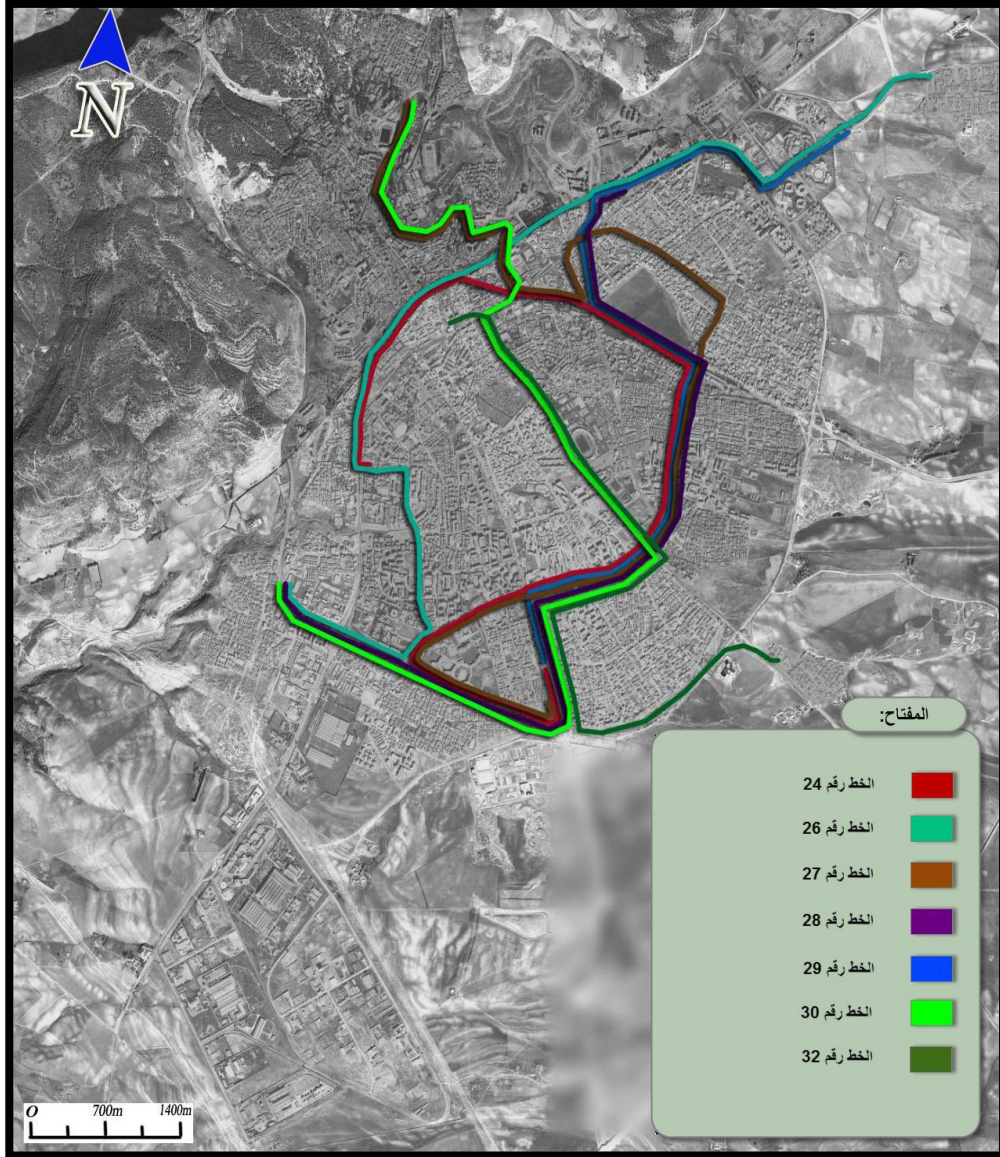 N
المفتاح:
الخط رقم 24
الخط رقم 26
الخط رقم 27
الخط رقم 28
الخط رقم 29
الخط رقم 30
الخط رقم 32
O 700m 1400m